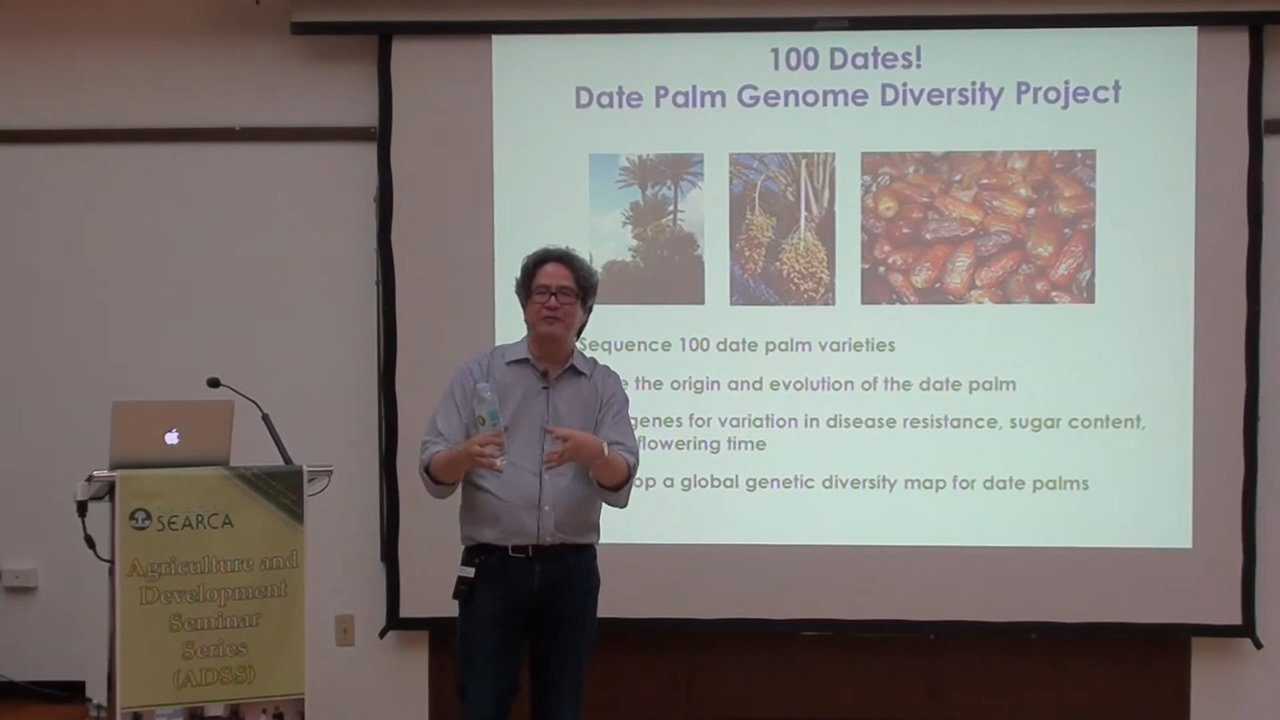 100 Dates!
Date Palm Genome Diversity Project
Sequence 100 date palm varieties
the origin and evolution of the date palm
genes for variation in disease resistance, sugar content,
flowering time
a global genetic diversity map for date palms
SEARCA
Agriculture and
Development
Seminar
Series
(ADSS)